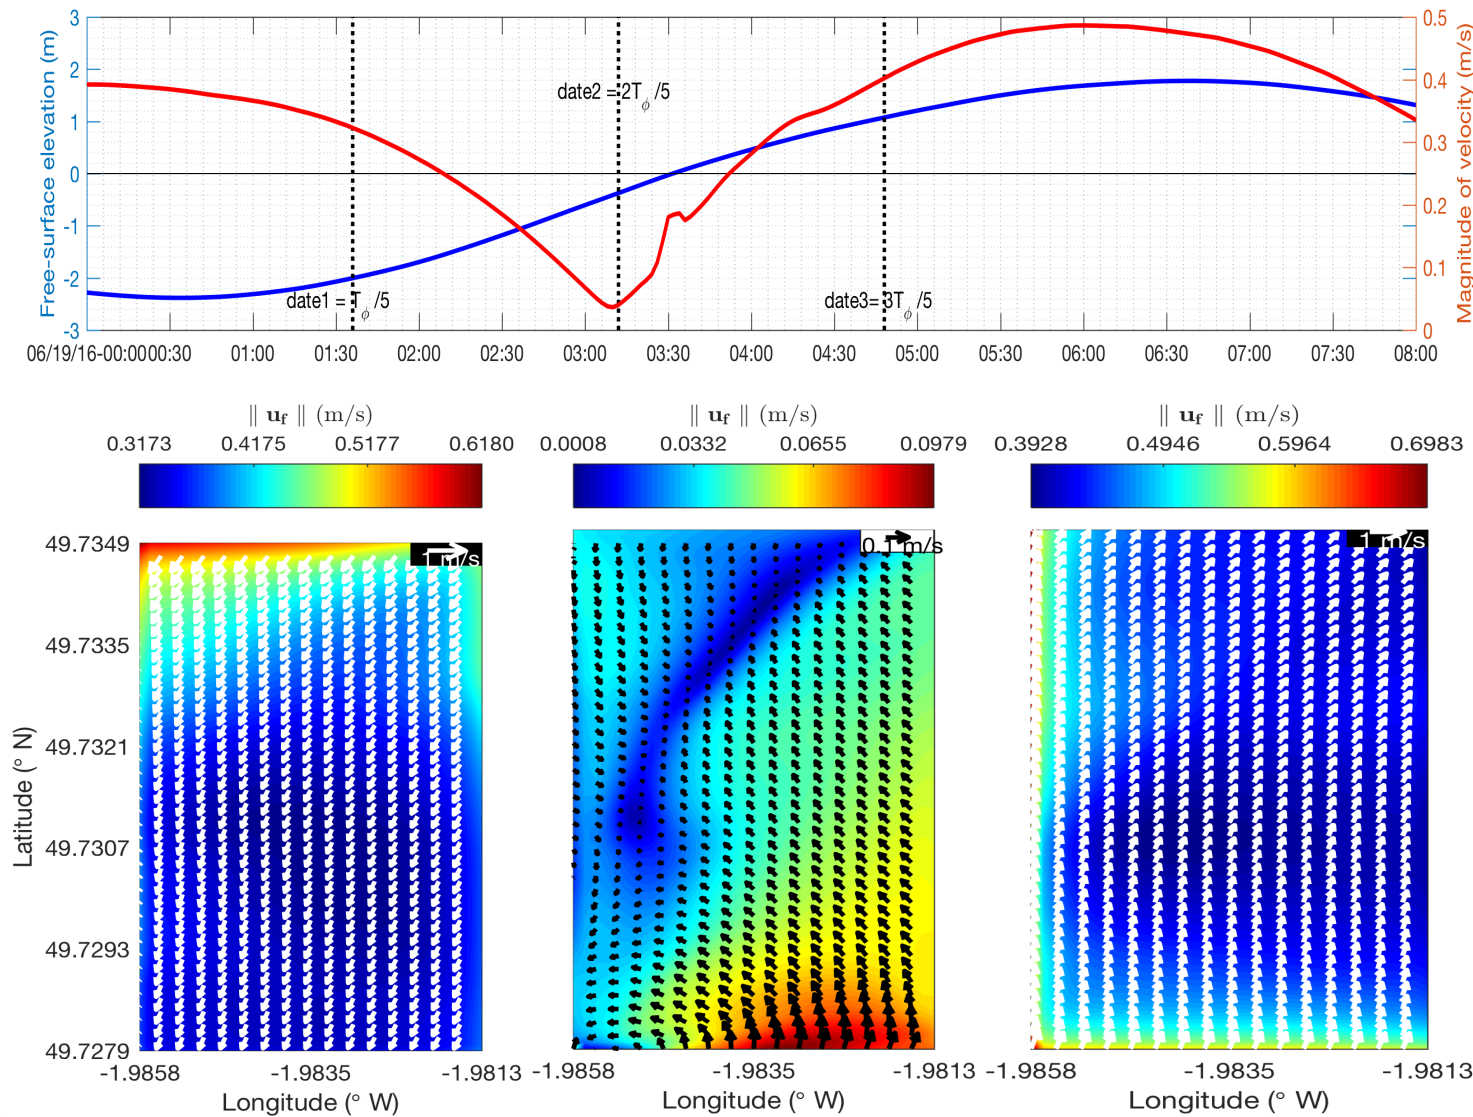 Free-surface elevation (m)
3
2
1
0
-1
-2
-3
0.5
0.4
0.3
0.2
0.1
0
Magnitude of velocity (m/s)
date1 = T_ϕ/5
date2 = 2T_ϕ/5
date3= 3T_ϕ/5
06/19/16-00:0000:30 01:00 01:30 02:00 02:30 03:00 03:30 04:00 04:30 05:00 05:30 06:00 06:30 07:00 07:30 08:00
‖ u_f ‖ (m/s)
0.3173 0.4175 0.5177 0.6180
‖ u_f ‖ (m/s)
0.0008 0.0332 0.0655 0.0979
‖ u_f ‖ (m/s)
0.3928 0.4946 0.5964 0.6983
1 m/s
0.1 m/s
1 m/s
Latitude (° N)
49.7349
49.7335
49.7321
49.7307
49.7293
49.7279
-1.9858 -1.9835 -1.9813
-1.9858 -1.9835 -1.9813
-1.9858 -1.9835 -1.9813
Longitude (° W)
Longitude (° W)
Longitude (° W)